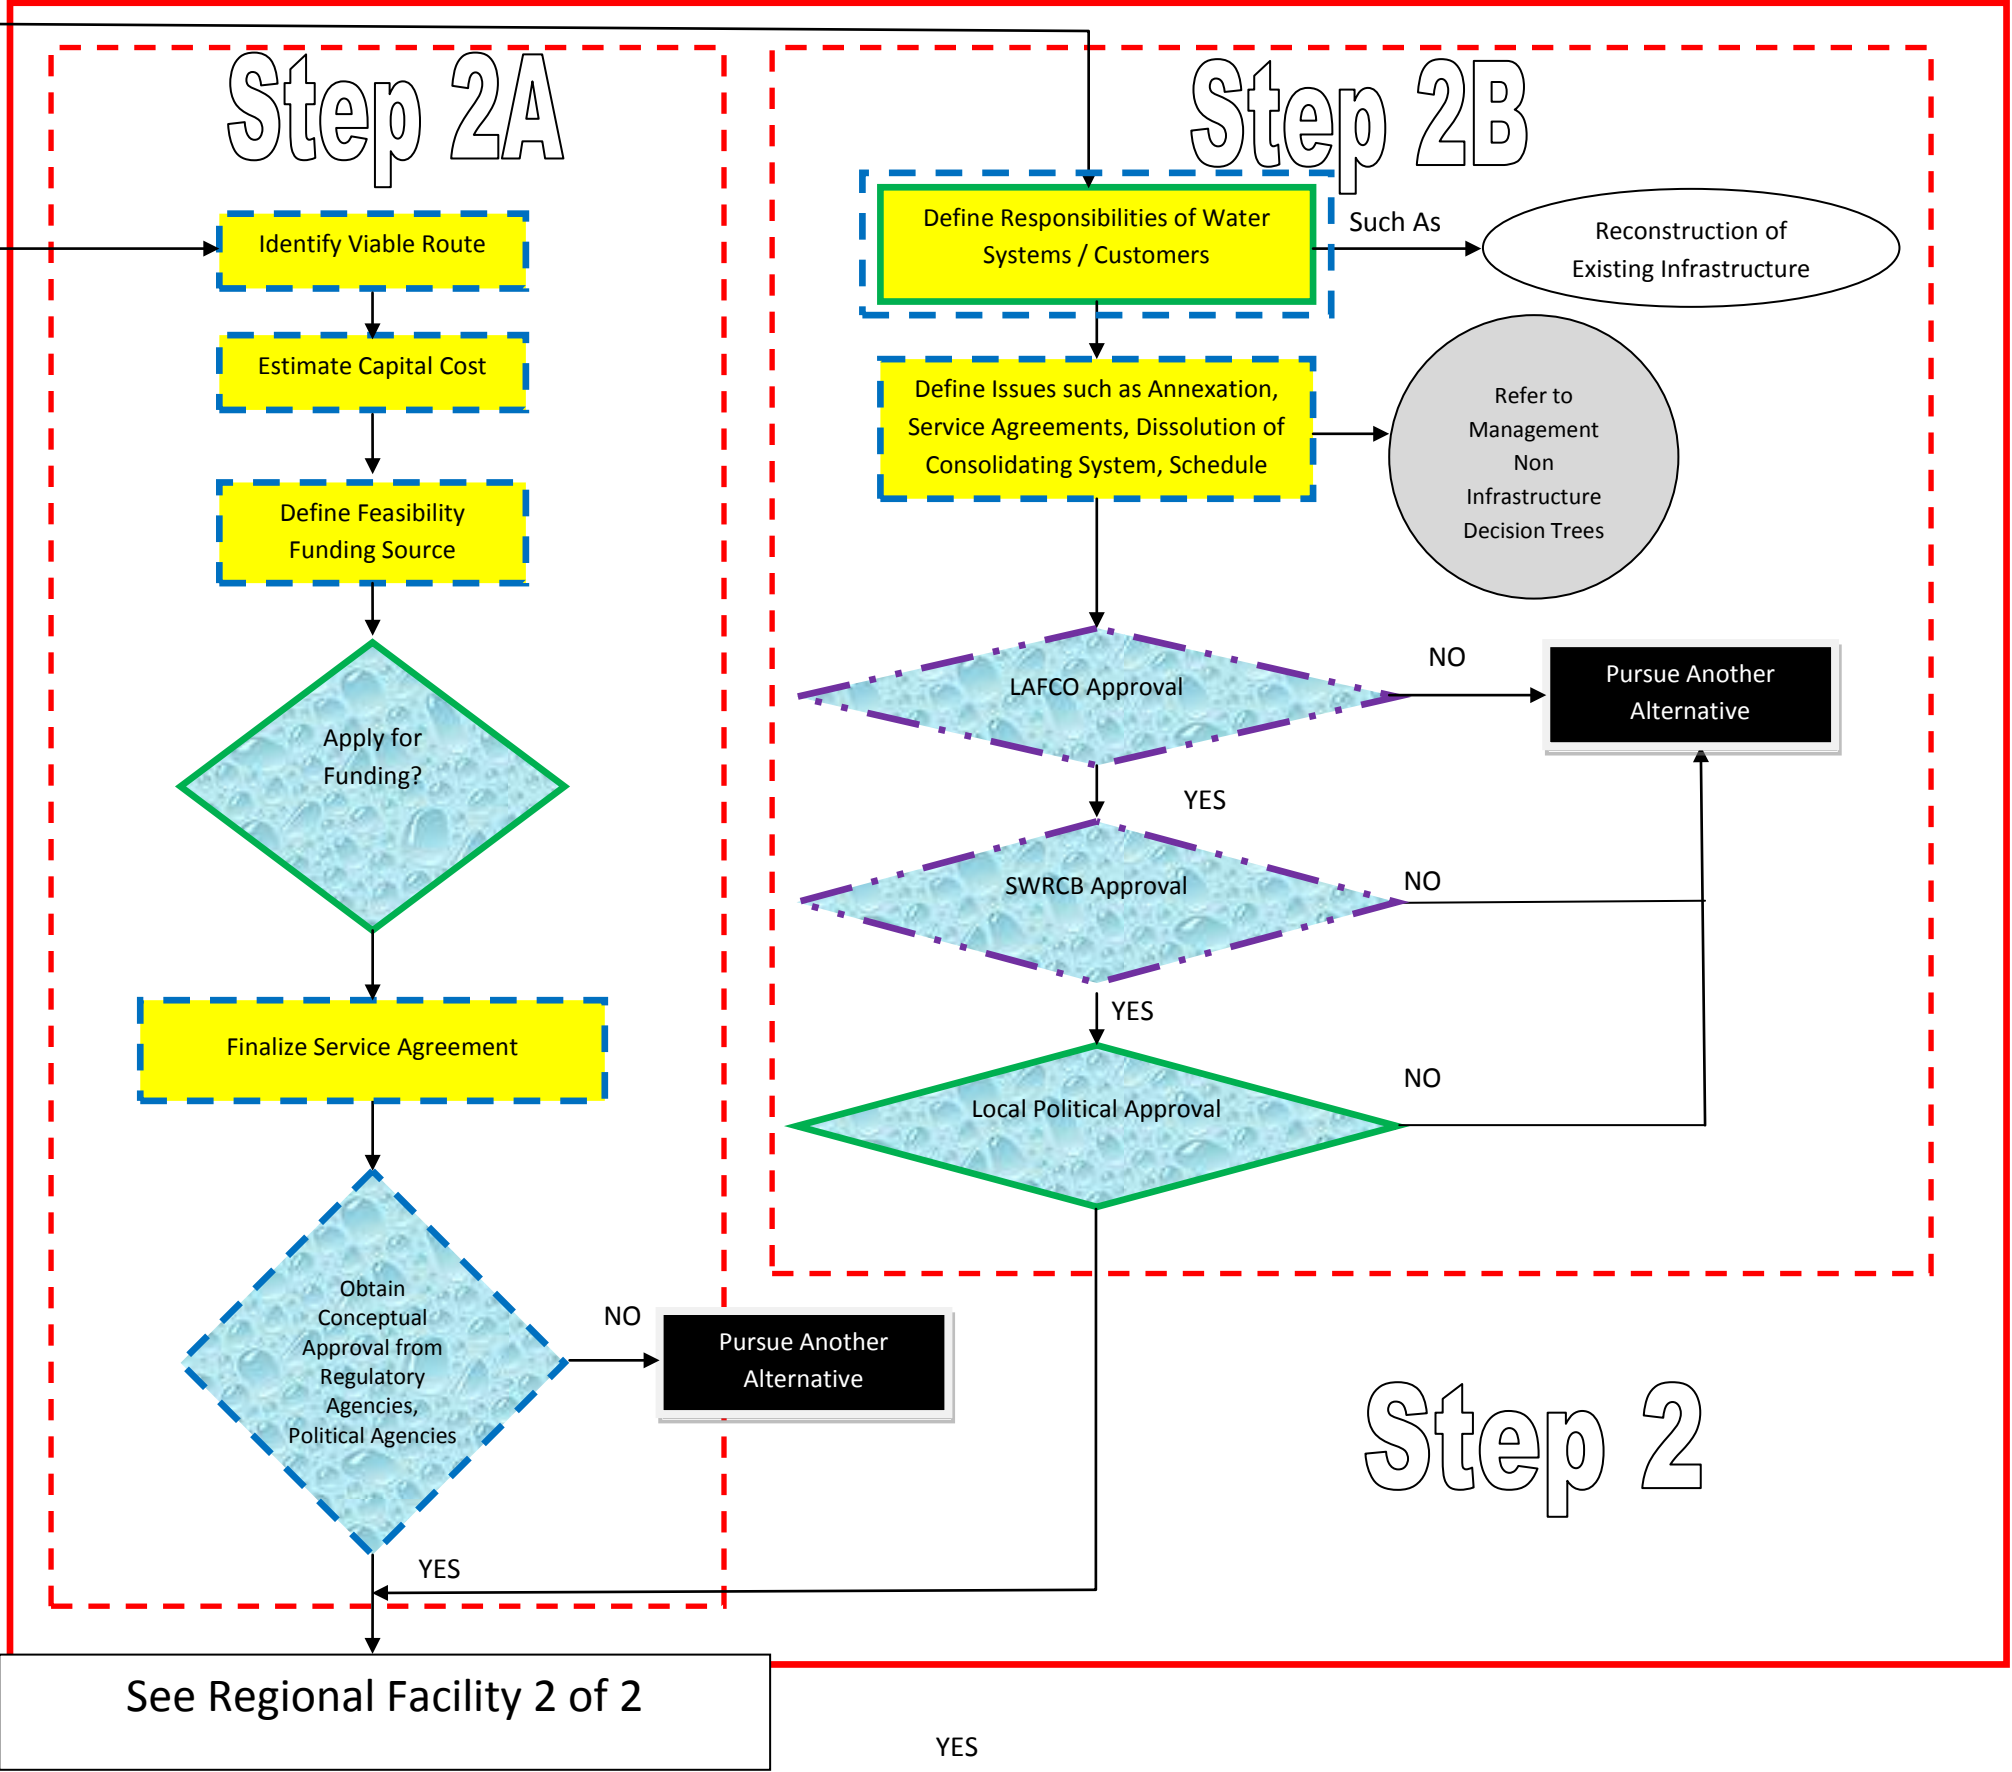 Step 2A
Identify Viable Route
Estimate Capital Cost
Define Feasibility
Funding Source
Apply for
Funding?
Finalize Service Agreement
Obtain
Conceptual
Approval from
Regulatory
Agencies,
Political Agencies
NO
Pursue Another
Alternative
YES
Step 2B
Define Responsibilities of Water
Systems / Customers
Such As
Reconstruction of
Existing Infrastructure
Define Issues such as Annexation,
Service Agreements, Dissolution of
Consolidating System, Schedule
Refer to
Management
Non
Infrastructure
Decision Trees
LAFCO Approval
NO
Pursue Another
Alternative
YES
SWRCB Approval
NO
YES
Local Political Approval
NO
Step 2
See Regional Facility 2 of 2
YES